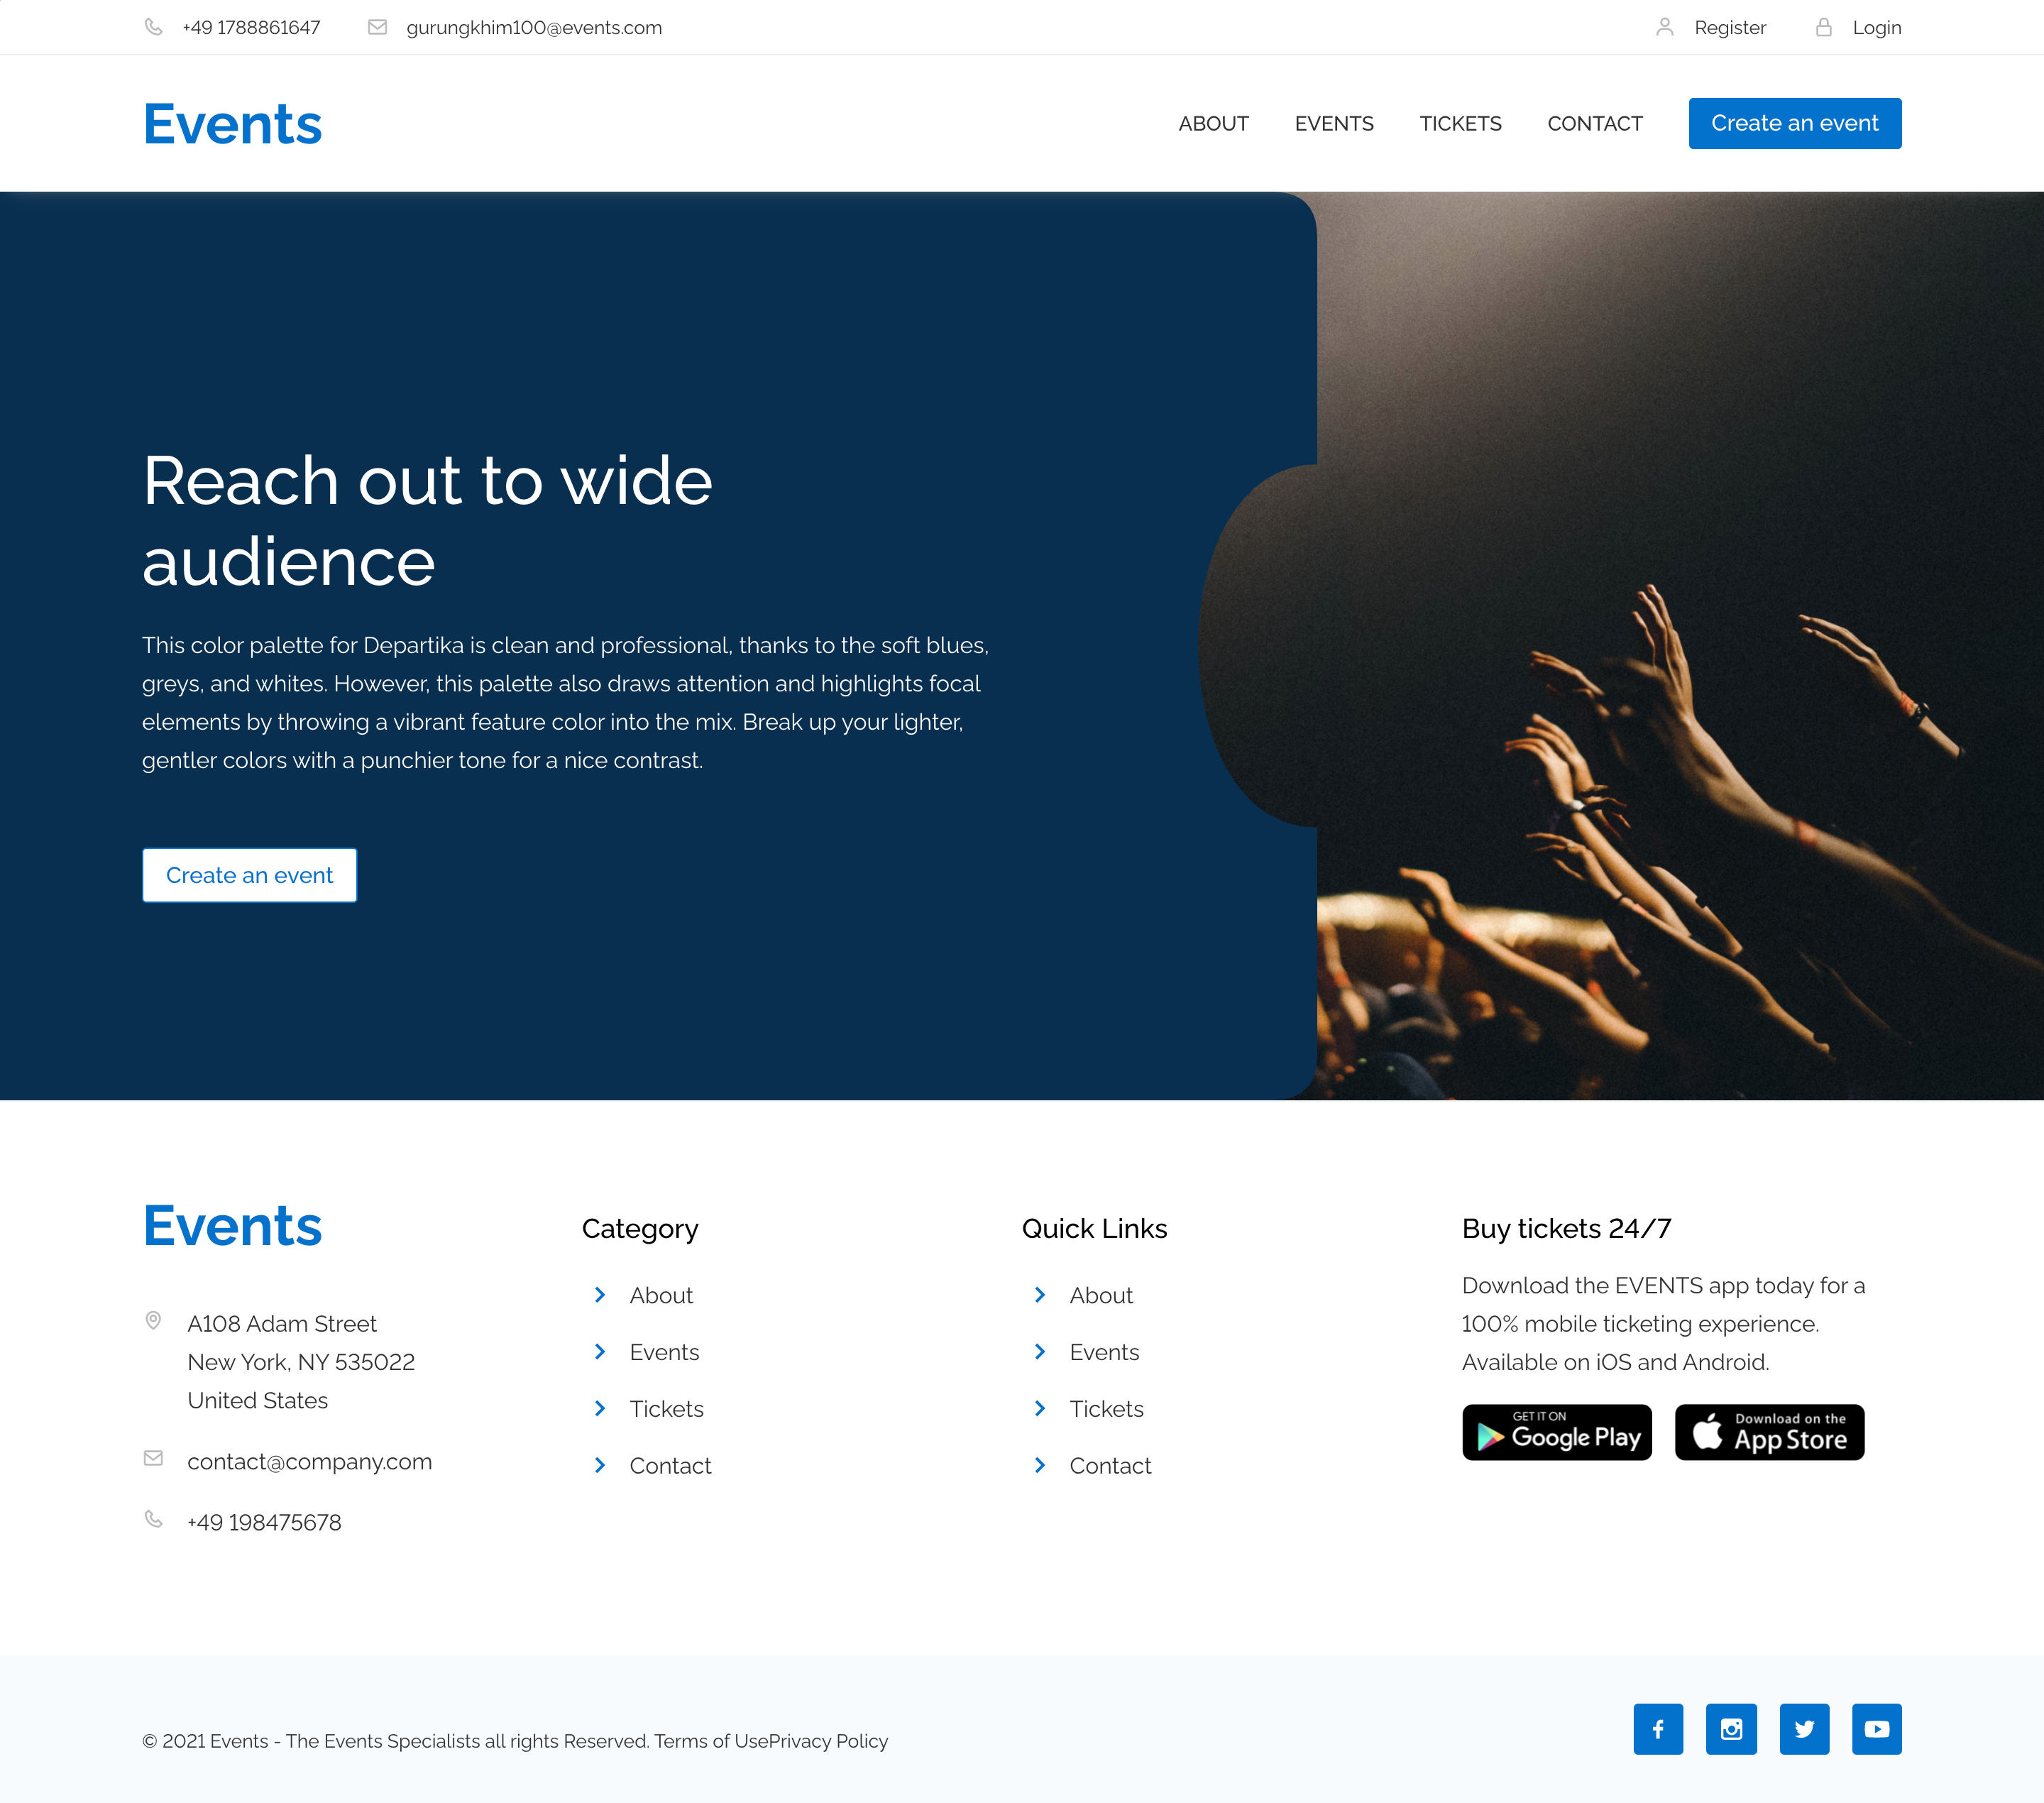 +49 1788861647 gurungkhim100@events.com Register Login
Events ABOUT EVENTS TICKETS CONTACT Create an event
Reach out to wide
audience
This color palette for Departika is clean and professional, thanks to the soft blues,
greys, and whites. However, this palette also draws attention and highlights focal
elements by throwing a vibrant feature color into the mix. Break up your lighter,
gentler colors with a punchier tone for a nice contrast.
Create an event
Events
A108 Adam Street
New York, NY 535022
United States
contact@company.com
+49 198475678
Category
About
Events
Tickets
Contact
Quick Links
About
Events
Tickets
Contact
Buy tickets 24/7
Download the EVENTS app today for a
100% mobile ticketing experience.
Available on iOS and Android.
GET IT ON
Google Play
Download on the
App Store
© 2021 Events - The Events Specialists all rights Reserved. Terms of UsePrivacy Policy